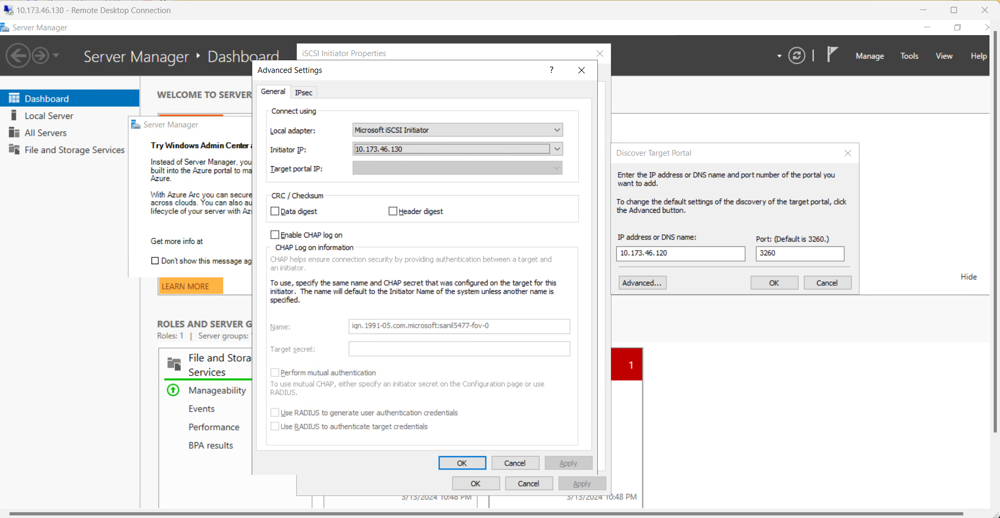 10.173.46.130 - Remote Desktop Connection
Server Manager
Server Manager Dashboard
Manage Tools View Help
Dashboard
Local Server
All Servers
File and Storage Services
WELCOME TO SERVER
Server Manager
Try Windows Admin Center
Instead of Server Manager, you
built into the Azure portal to
Azure.
With Azure Arc you can secure
across clouds. You can also
lifecycle of your server with
Get more info at
Don't show this message
LEARN MORE
ROLES AND SERVER
Roles: 1 | Server groups:
File and
Services
Manageability
Events
Performance
BPA results
iSCSI Initiator Properties
Advanced Settings
?
General IPsec
Connect using
Local adapter: Microsoft iSCSI Initiator
Initiator IP: 10.173.46.130
Target portal IP:
CRC / Checksum
Data digest Header digest
Enable CHAP log on
CHAP Log on information
CHAP helps ensure connection security by providing authentication between a target and
an initiator.
To use, specify the same name and CHAP secret that was configured on the target for this
initiator. The name will default to the Initiator Name of the system unless another name is
specified.
Name: iqn.1991-05.com.microsoft:sanil5477-fov-0
Target secret:
Perform mutual authentication
To use mutual CHAP, either specify an initiator secret on the Configuration page or use
RADIUS.
Use RADIUS to generate user authentication credentials
Use RADIUS to authenticate target credentials
OK Cancel Apply
OK Cancel Apply
3/13/2024 10:48 PM
3/13/2024 10:48 PM
1
Discover Target Portal
Enter the IP address or DNS name and port number of the portal you
want to add.
To change the default settings of the discovery of the target portal, click
the Advanced button.
IP address or DNS name: Port: (Default is 3260.)
10.173.46.120 3260
Advanced... OK Cancel
Hide